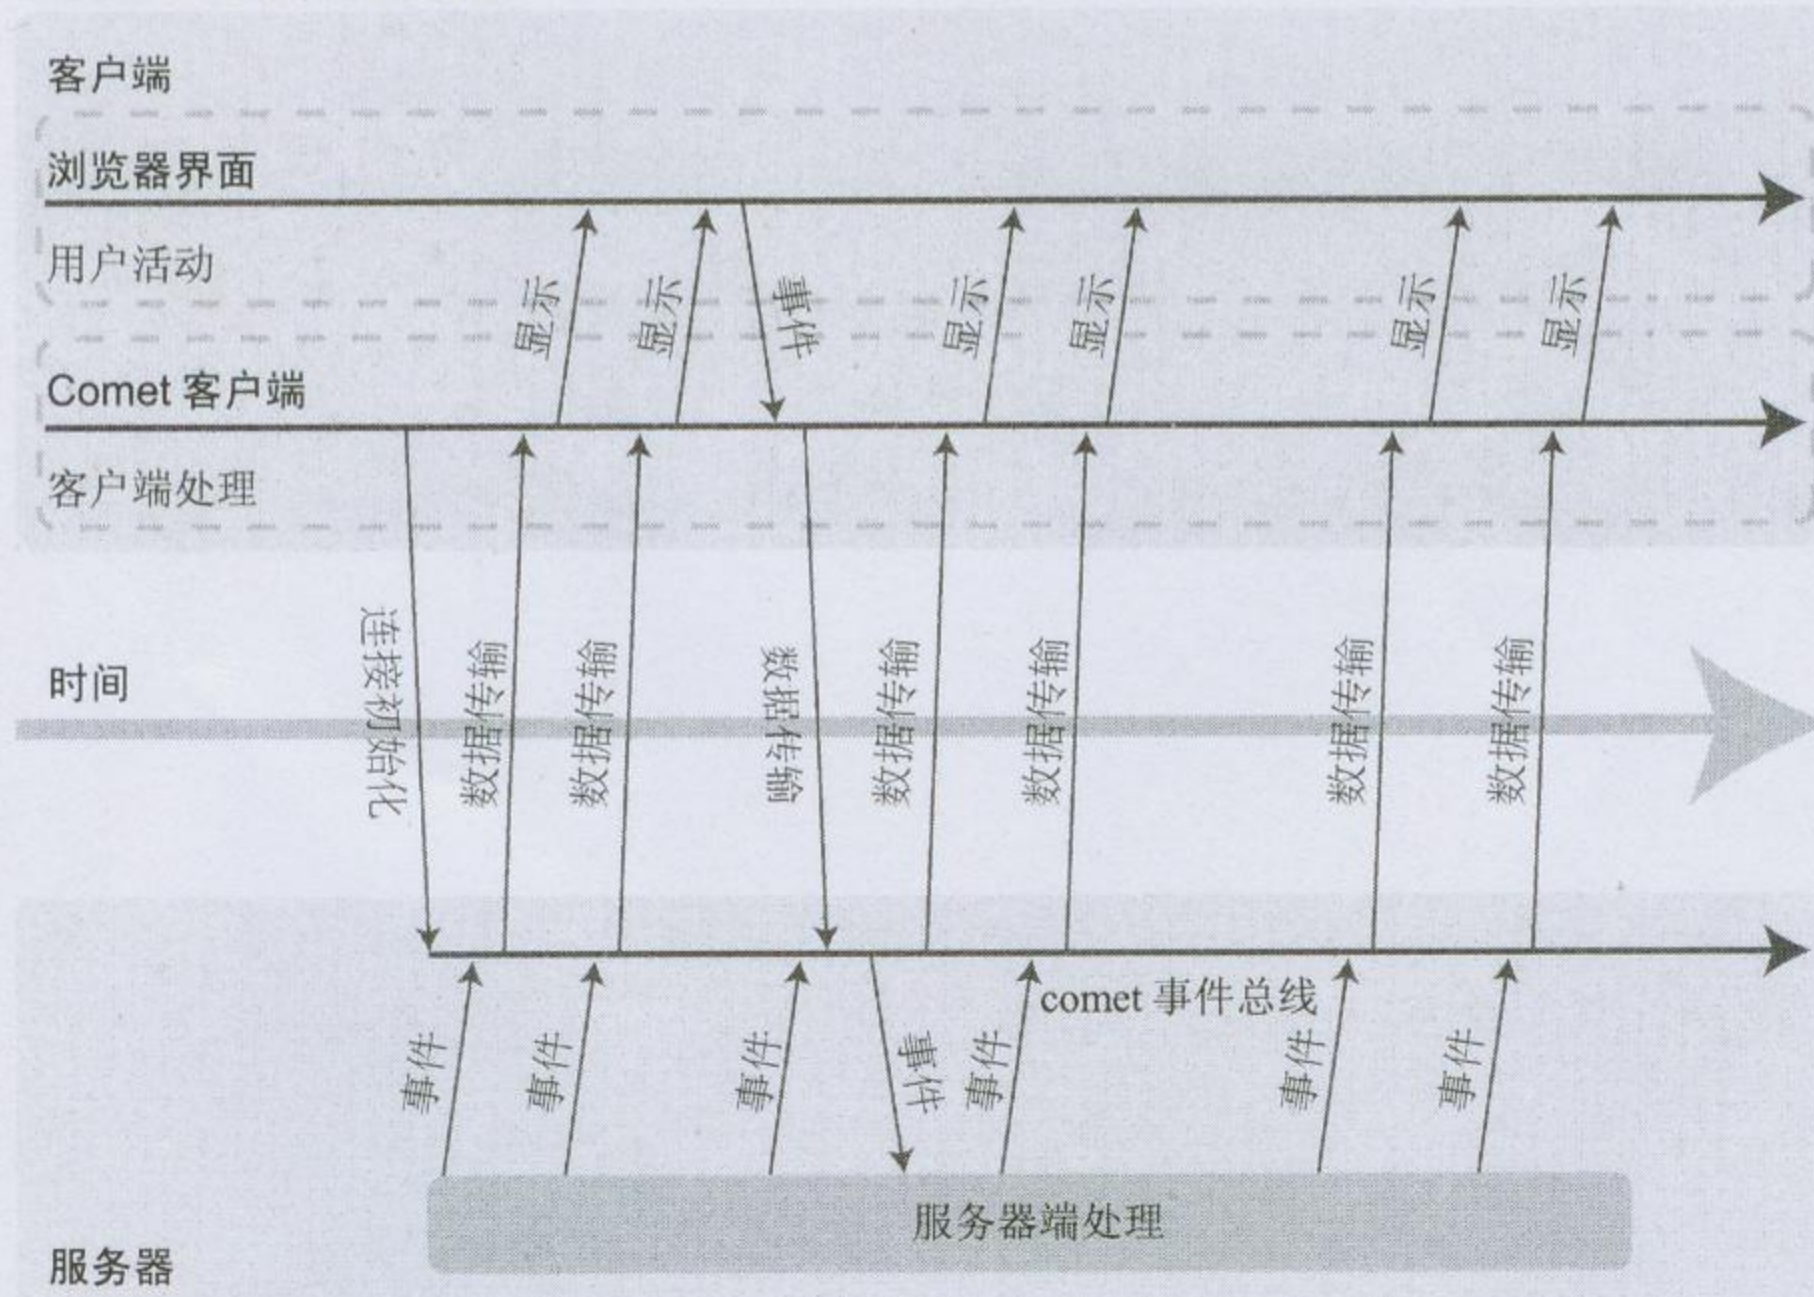 客户端
浏览器界面
用户活动
显示
显示
事件
显示
显示
显示
显示
Comet 客户端
客户端处理
时间
连接初始化
数据传输
数据传输
数据传输
数据传输
数据传输
数据传输
数据传输
comet 事件总线
事件
事件
事件
事件
事件
事件
事件
服务器端处理
服务器